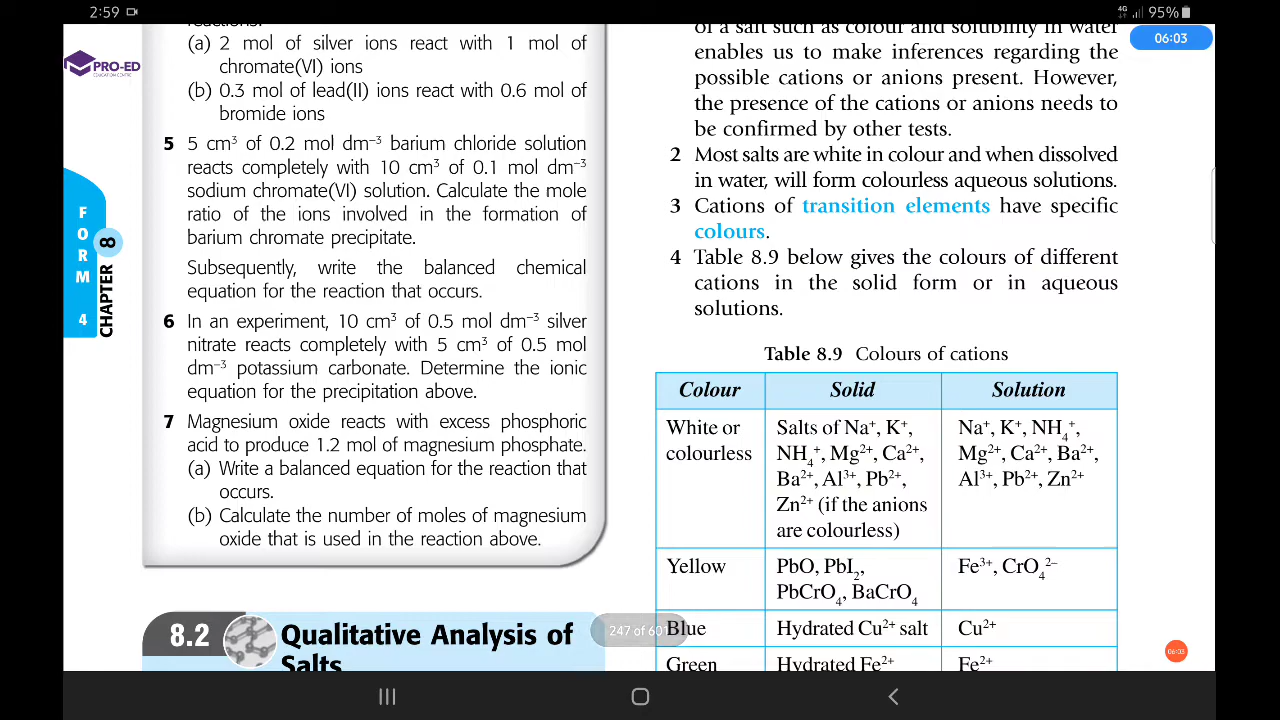 2:59
4G
95%
06:03
PRO-ED
EDUCATION CENTRE
reactions.
(a) 2 mol of silver ions react with 1 mol of
chromate(VI) ions
(b) 0.3 mol of lead(II) ions react with 0.6 mol of
bromide ions
5 5 cm³ of 0.2 mol dm⁻³ barium chloride solution
reacts completely with 10 cm³ of 0.1 mol dm⁻³
sodium chromate(VI) solution. Calculate the mole
ratio of the ions involved in the formation of
barium chromate precipitate.
Subsequently, write the balanced chemical
equation for the reaction that occurs.
6 In an experiment, 10 cm³ of 0.5 mol dm⁻³ silver
nitrate reacts completely with 5 cm³ of 0.5 mol
dm⁻³ potassium carbonate. Determine the ionic
equation for the precipitation above.
7 Magnesium oxide reacts with excess phosphoric
acid to produce 1.2 mol of magnesium phosphate.
(a) Write a balanced equation for the reaction that
occurs.
(b) Calculate the number of moles of magnesium
oxide that is used in the reaction above.
FORM 4
CHAPTER 8
8.2 Qualitative Analysis of
Salts
247 of 601
of a salt such as colour and solubility in water
enables us to make inferences regarding the
possible cations or anions present. However,
the presence of the cations or anions needs to
be confirmed by other tests.
2 Most salts are white in colour and when dissolved
in water, will form colourless aqueous solutions.
3 Cations of transition elements have specific
colours.
4 Table 8.9 below gives the colours of different
cations in the solid form or in aqueous
solutions.
Table 8.9 Colours of cations
Colour Solid Solution
White or Salts of Na⁺, K⁺, Na⁺, K⁺, NH₄⁺,
colourless NH₄⁺, Mg²⁺, Ca²⁺, Mg²⁺, Ca²⁺, Ba²⁺,
Ba²⁺, Al³⁺, Pb²⁺, Al³⁺, Pb²⁺, Zn²⁺
Zn²⁺ (if the anions
are colourless)
Yellow PbO, PbI₂, Fe³⁺, CrO₄²⁻
PbCrO₄, BaCrO₄
Blue Hydrated Cu²⁺ salt Cu²⁺
Green Hydrated Fe²⁺ Fe²⁺
06:03